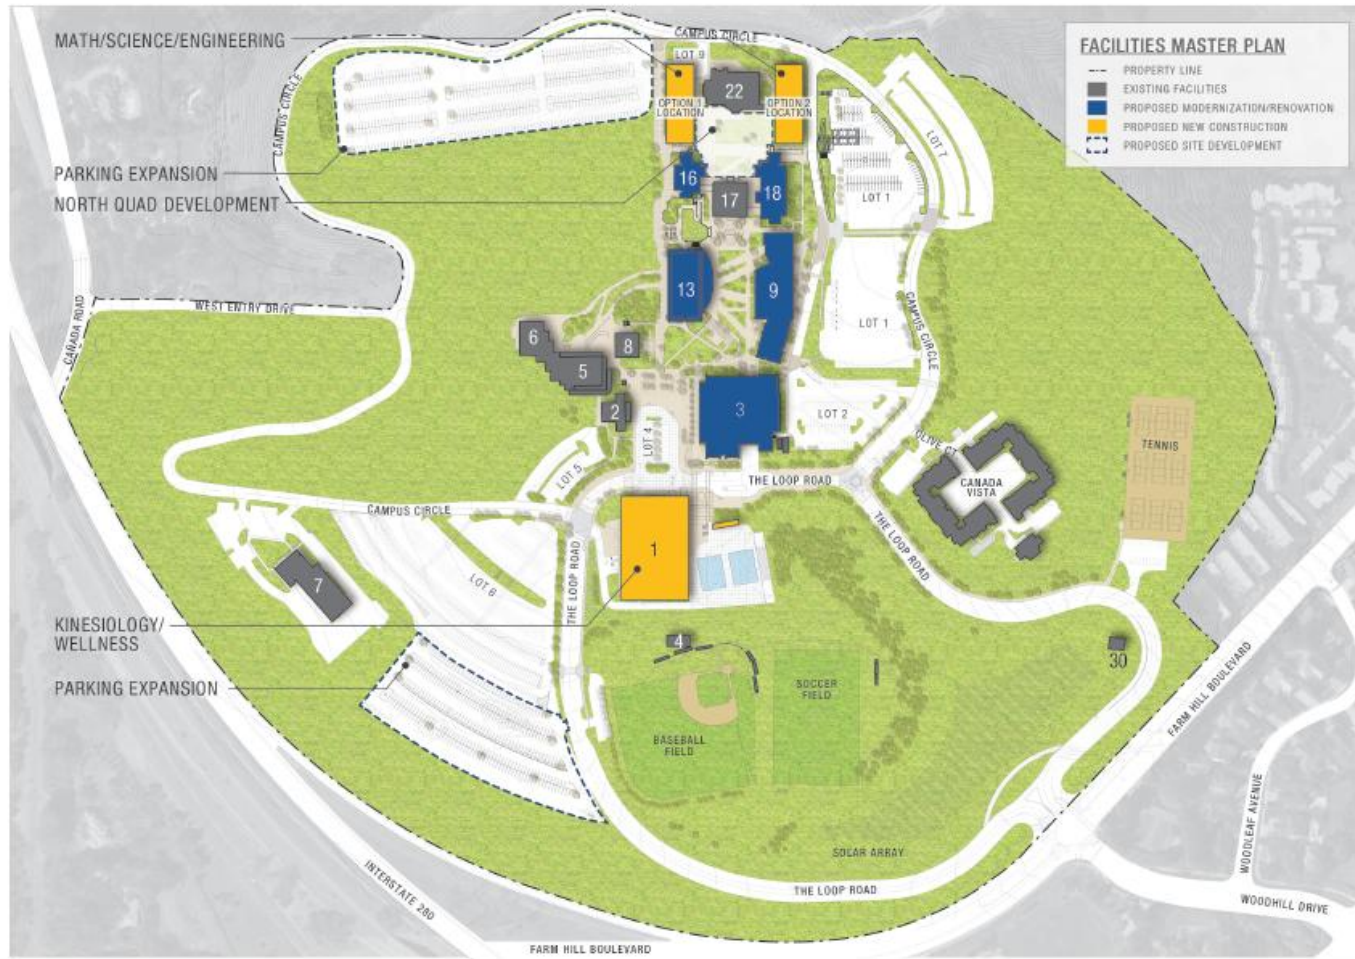 MATH/SCIENCE/ENGINEERING
PARKING EXPANSION
NORTH QUAD DEVELOPMENT
KINESIOLOGY/
WELLNESS
PARKING EXPANSION
FACILITIES MASTER PLAN
PROPERTY LINE
EXISTING FACILITIES
PROPOSED MODERNIZATION/RENOVATION
PROPOSED NEW CONSTRUCTION
PROPOSED SITE DEVELOPMENT
CAMPUS CIRCLE
LOT 9
CAMPUS CIRCLE
22
OPTION 1
LOCATION
OPTION 2
LOCATION
LOT 7
16
17
18
LOT 1
13
9
LOT 1
CAMPUS CIRCLE
CAÑADA ROAD
WEST ENTRY DRIVE
6
8
5
2
3
LOT 4
LOT 2
LOT 5
OLIVE CT
TENNIS
CANADA
VISTA
THE LOOP ROAD
CAMPUS CIRCLE
1
THE LOOP ROAD
THE LOOP ROAD
7
LOT 6
4
30
SOCCER
FIELD
BASEBALL
FIELD
FARM HILL BOULEVARD
SOLAR ARRAY
THE LOOP ROAD
INTERSTATE 280
FARM HILL BOULEVARD
WOODLEAF AVENUE
WOODHILL DRIVE